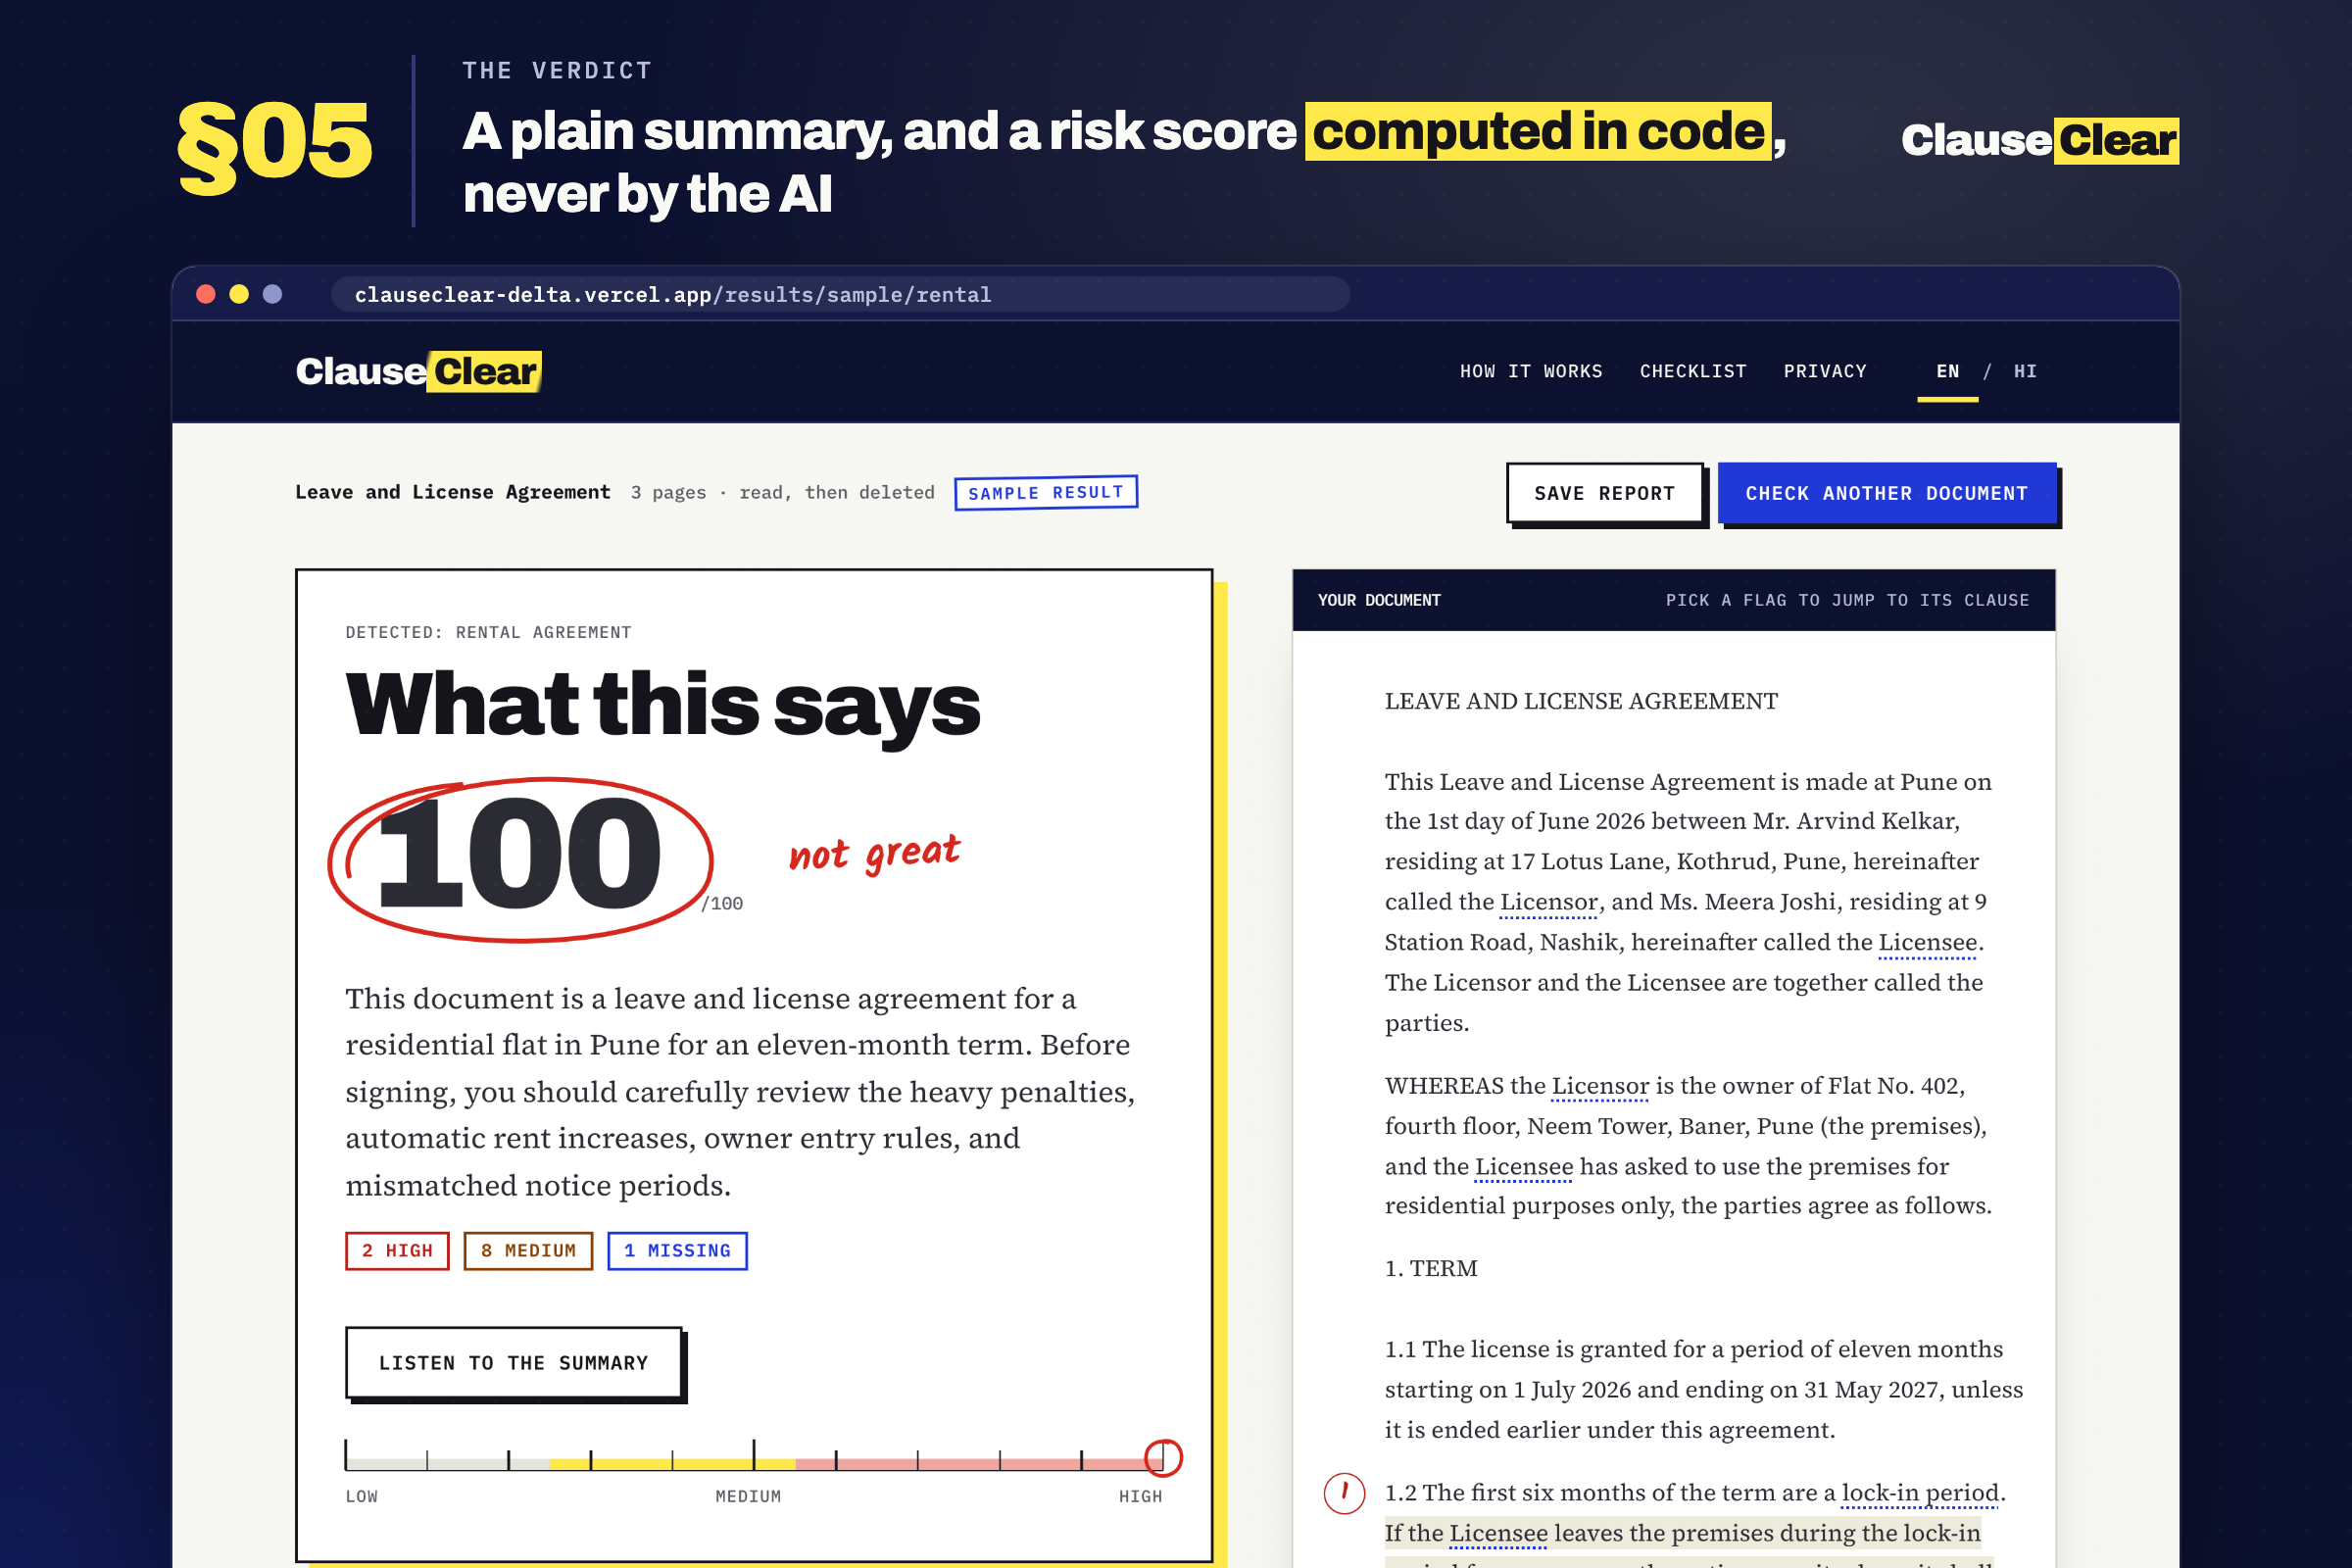 §05
THE VERDICT
A plain summary, and a risk score computed in code,
never by the AI
ClauseClear
clauseclear-delta.vercel.app/results/sample/rental
ClauseClear
HOW IT WORKS
CHECKLIST
PRIVACY
EN / HI
Leave and License Agreement 3 pages · read, then deleted
SAMPLE RESULT
SAVE REPORT
CHECK ANOTHER DOCUMENT
DETECTED: RENTAL AGREEMENT
What this says
100
/100
not great
This document is a leave and license agreement for a
residential flat in Pune for an eleven-month term. Before
signing, you should carefully review the heavy penalties,
automatic rent increases, owner entry rules, and
mismatched notice periods.
2 HIGH
8 MEDIUM
1 MISSING
LISTEN TO THE SUMMARY
LOW
MEDIUM
HIGH
YOUR DOCUMENT
PICK A FLAG TO JUMP TO ITS CLAUSE
LEAVE AND LICENSE AGREEMENT
This Leave and License Agreement is made at Pune on
the 1st day of June 2026 between Mr. Arvind Kelkar,
residing at 17 Lotus Lane, Kothrud, Pune, hereinafter
called the Licensor, and Ms. Meera Joshi, residing at 9
Station Road, Nashik, hereinafter called the Licensee.
The Licensor and the Licensee are together called the
parties.
WHEREAS the Licensor is the owner of Flat No. 402,
fourth floor, Neem Tower, Baner, Pune (the premises),
and the Licensee has asked to use the premises for
residential purposes only, the parties agree as follows.
1. TERM
1.1 The license is granted for a period of eleven months
starting on 1 July 2026 and ending on 31 May 2027, unless
it is ended earlier under this agreement.
1
1.2 The first six months of the term are a lock-in period.
If the Licensee leaves the premises during the lock-in